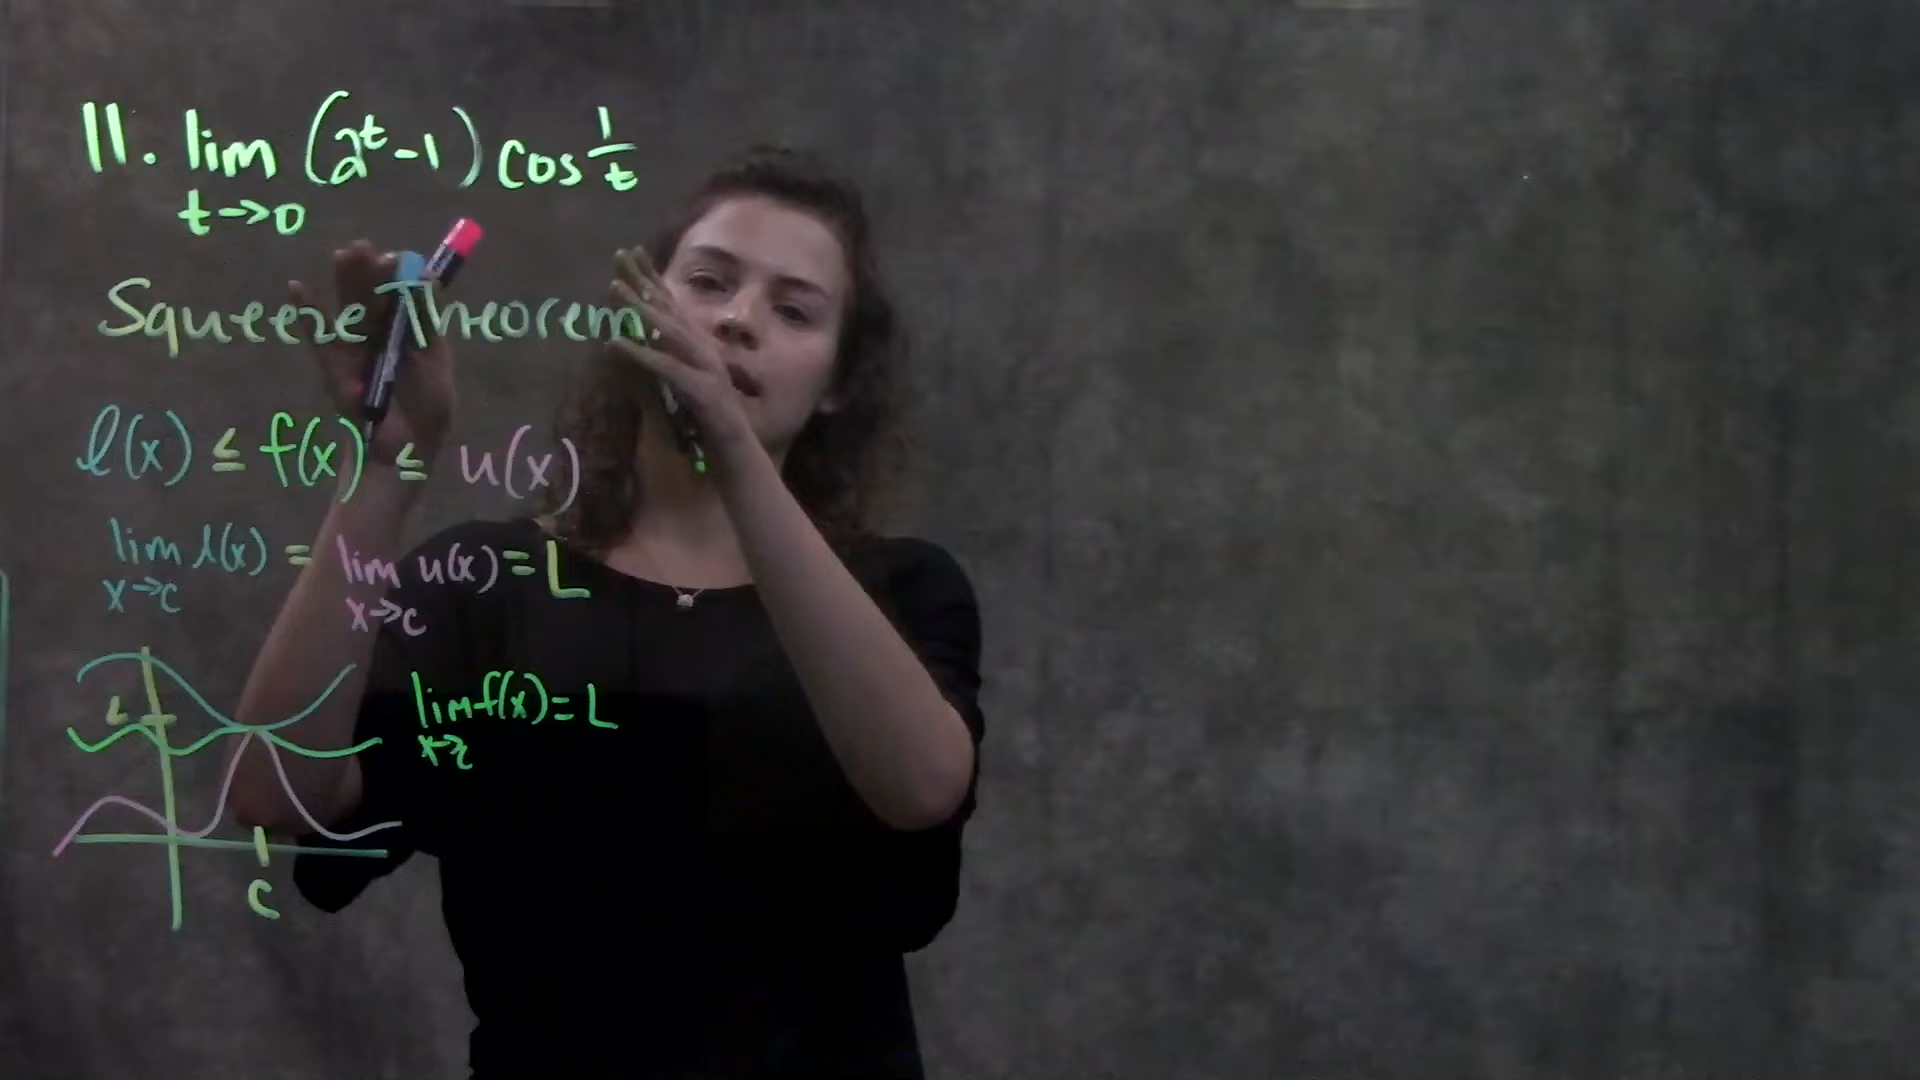 11. lim (2^t - 1) cos 1/t
t→0
Squeeze Theorem.
l(x) ≤ f(x) ≤ u(x)
lim l(x) = lim u(x) = L
x→c x→c
L
lim f(x) = L
x→c
c